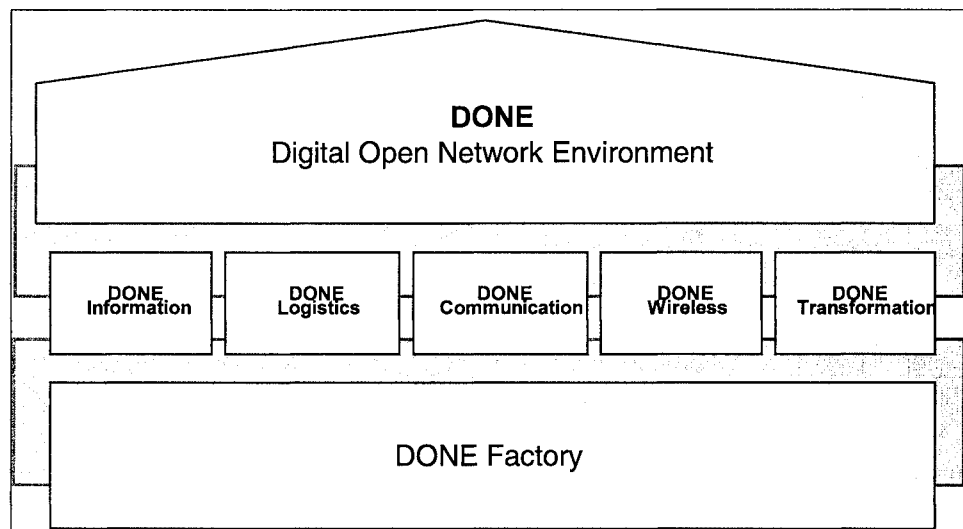 DONE
Digital Open Network Environment
DONE
Information
DONE
Logistics
DONE
Communication
DONE
Wireless
DONE
Transformation
DONE Factory